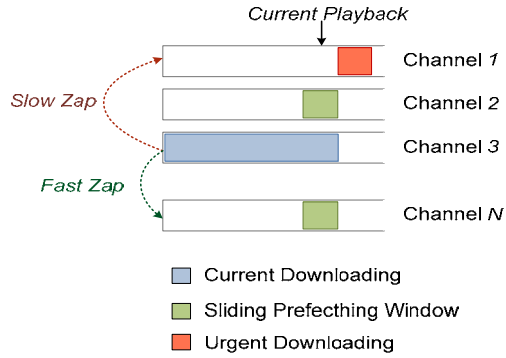 Current Playback
Channel 1
Slow Zap
Channel 2
Channel 3
Fast Zap
Channel N
Current Downloading
Sliding Prefecthing Window
Urgent Downloading